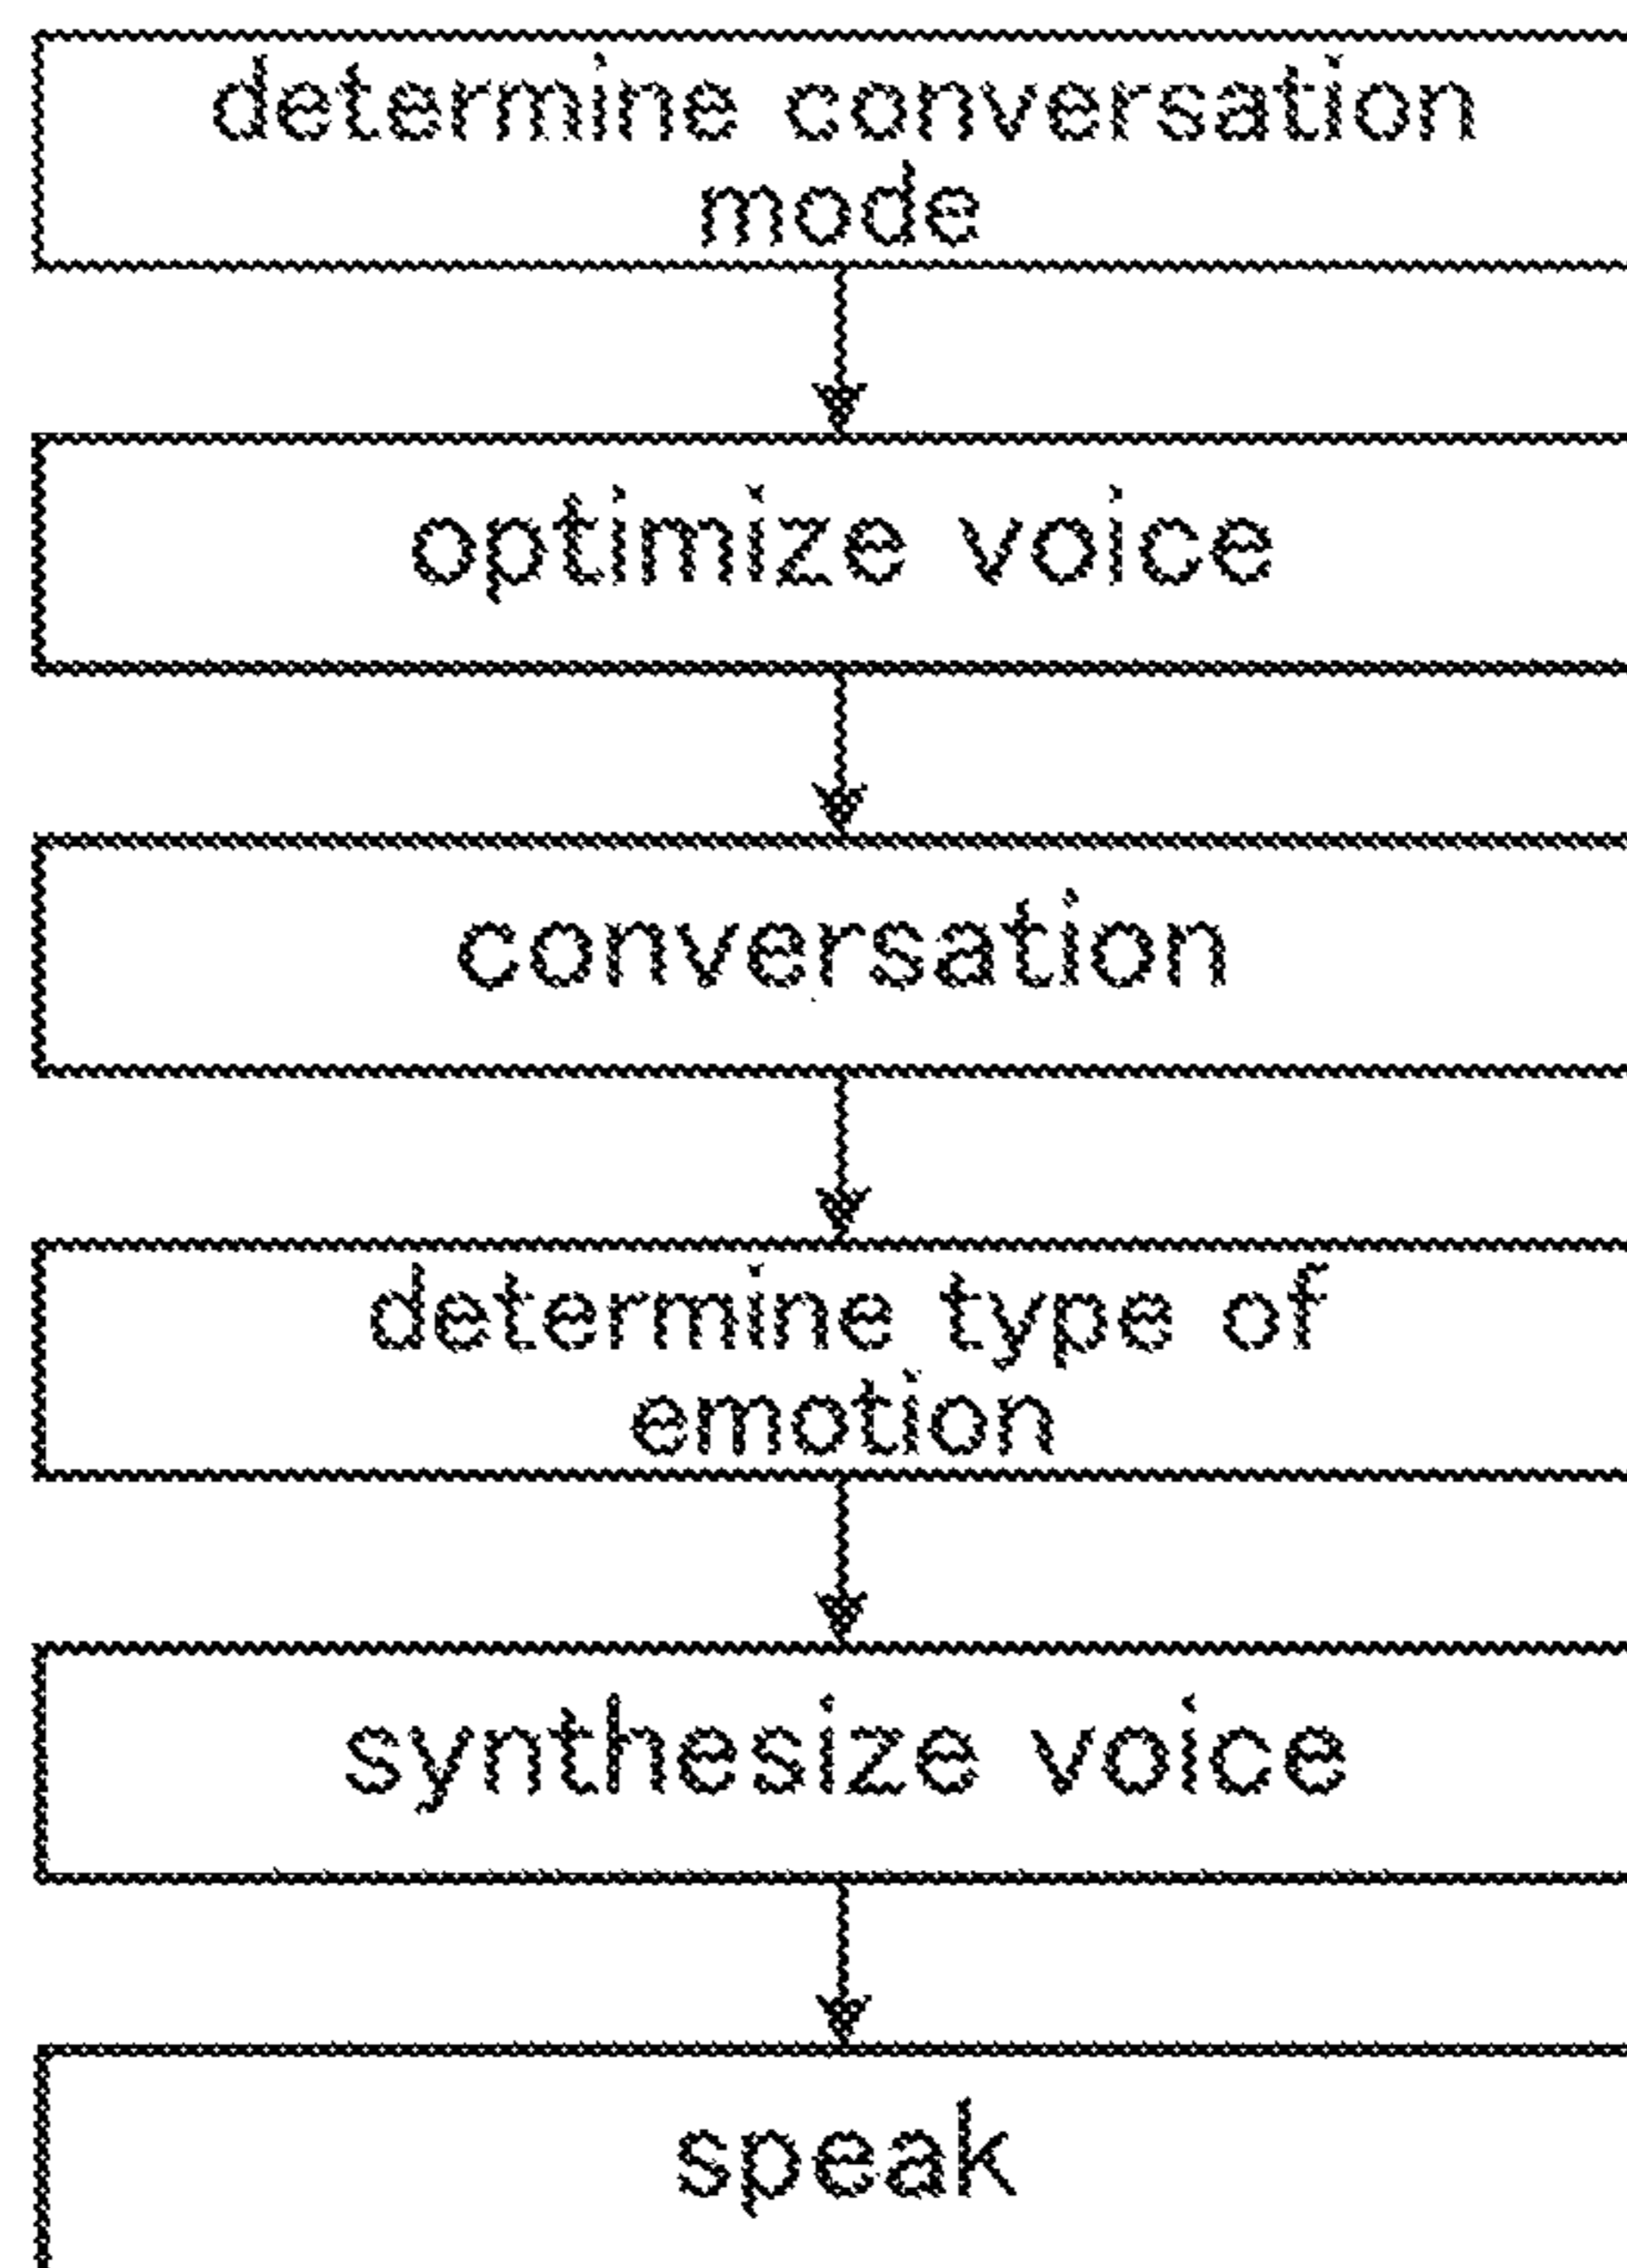 determine conversation
mode
optimize voice
conversation
determine type of
emotion
synthesize voice
speak